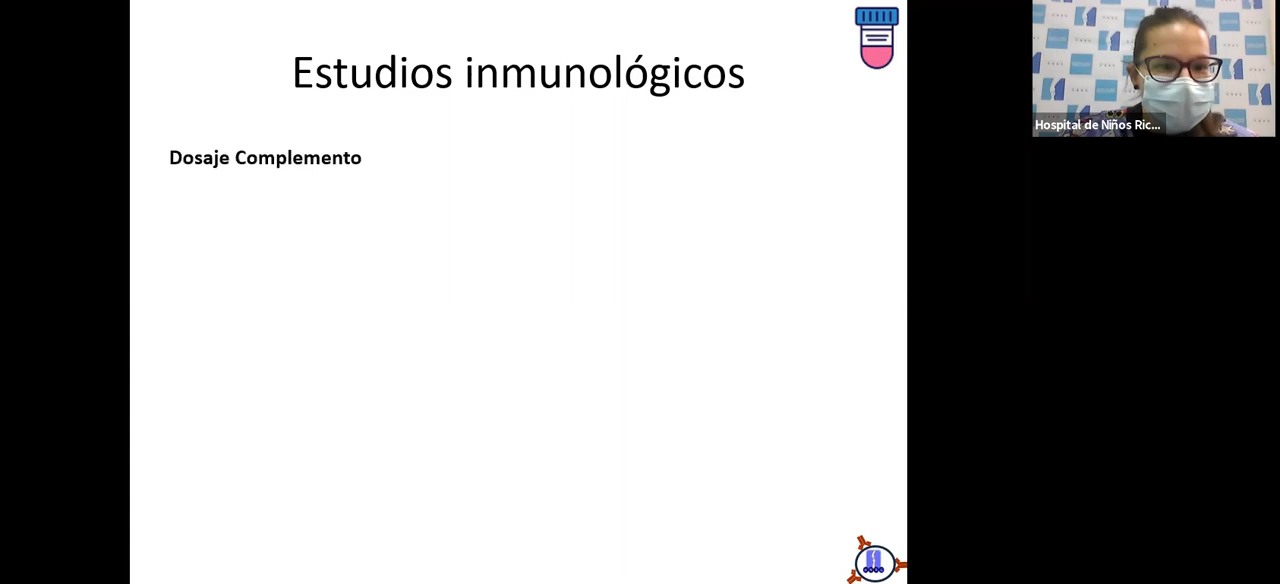 Estudios inmunológicos
Dosaje Complemento
Hospital de Niños Ric...